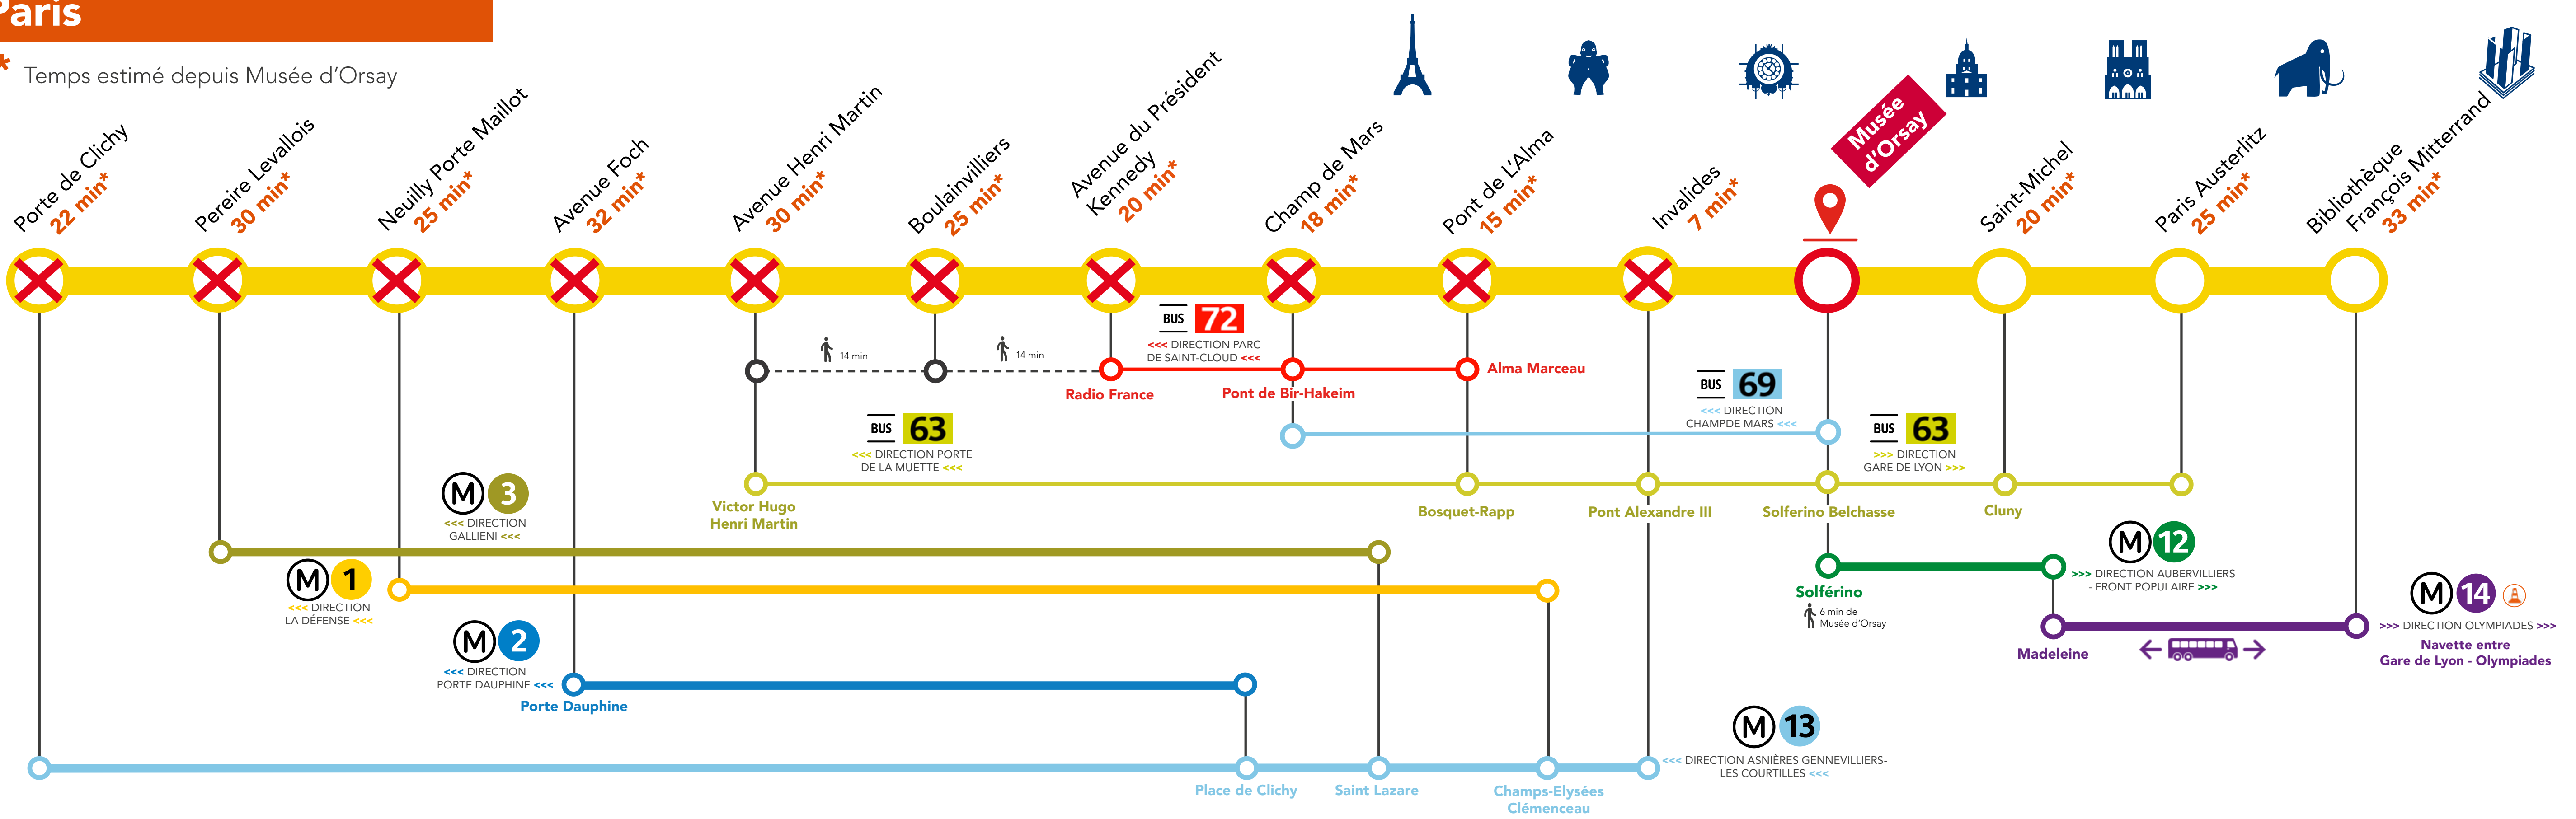 Paris
* Temps estimé depuis Musée d'Orsay
Porte de Clichy
22 min*
Pereire Levallois
30 min*
Neuilly Porte Maillot
25 min*
Avenue Foch
32 min*
Avenue Henri Martin
30 min*
Boulainvilliers
25 min*
Avenue du Président
Kennedy
20 min*
Champ de Mars
18 min*
Pont de L'Alma
15 min*
Invalides
7 min*
Musée
d'Orsay
Saint-Michel
20 min*
Paris Austerlitz
25 min*
Bibliothèque
François Mitterrand
33 min*
14 min
14 min
BUS 72
<<< DIRECTION PARC
DE SAINT-CLOUD <<<
Radio France
Pont de Bir-Hakeim
Alma Marceau
BUS 69
<<< DIRECTION
CHAMPDE MARS <<<
BUS 63
<<< DIRECTION PORTE
DE LA MUETTE <<<
BUS 63
>>> DIRECTION
GARE DE LYON >>>
Victor Hugo
Henri Martin
Bosquet-Rapp
Pont Alexandre III
Solferino Belchasse
Cluny
M 3
<<< DIRECTION
GALLIENI <<<
M 1
<<< DIRECTION
LA DÉFENSE <<<
M 12
>>> DIRECTION AUBERVILLIERS
- FRONT POPULAIRE >>>
Solférino
6 min de
Musée d'Orsay
M 14
>>> DIRECTION OLYMPIADES >>>
Navette entre
Gare de Lyon - Olympiades
Madeleine
M 2
<<< DIRECTION
PORTE DAUPHINE <<<
Porte Dauphine
M 13
<<< DIRECTION ASNIÈRES GENNEVILLIERS-
LES COURTILLES <<<
Place de Clichy
Saint Lazare
Champs-Elysées
Clémenceau